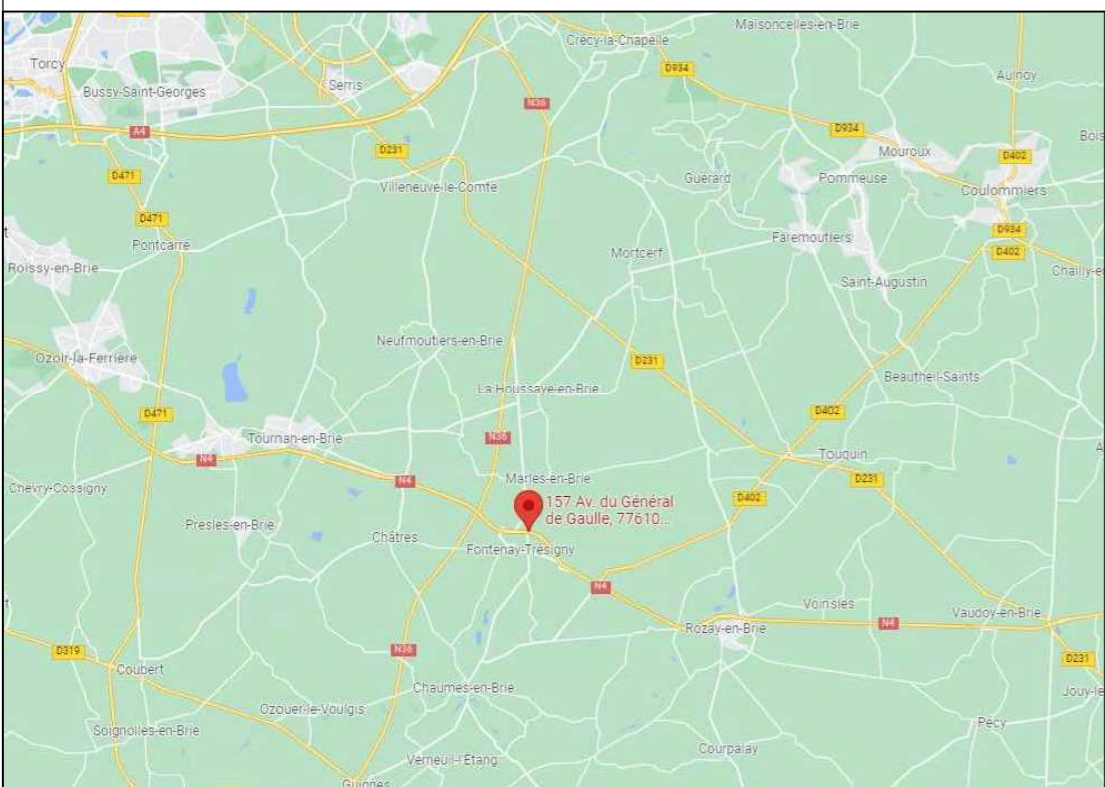 Maisoncelles-en-Brie
Crécy-la-Chapelle
Torcy
D934
Aulnoy
Serris
Bussy-Saint-Georges
N36
A4
D934
D231
Mouroux
D402
D471
Guérard
Pommeuse
Coulommiers
Villeneuve-le-Comte
D471
D934
Pontcarré
Faremoutiers
D402
Mortcerf
Roissy-en-Brie
Saint-Augustin
Neufmoutiers-en-Brie
Ozoir-la-Ferrière
D231
Beautheil-Saints
La Houssaye-en-Brie
D471
D402
Tournan-en-Brie
N36
N4
Touquin
Marles-en-Brie
N4
D231
Chevry-Cossigny
D402
157 Av. du Général
de Gaulle, 77610...
Presles-en-Brie
Châtres
Fontenay-Trésigny
N4
Voinsles
Vaudoy-en-Brie
N4
Rozay-en-Brie
D319
N36
D231
Coubert
Chaumes-en-Brie
Ozouer-le-Voulgis
Pécy
Soignolles-en-Brie
Courpalay
Verneuil-l'Étang
Guignes